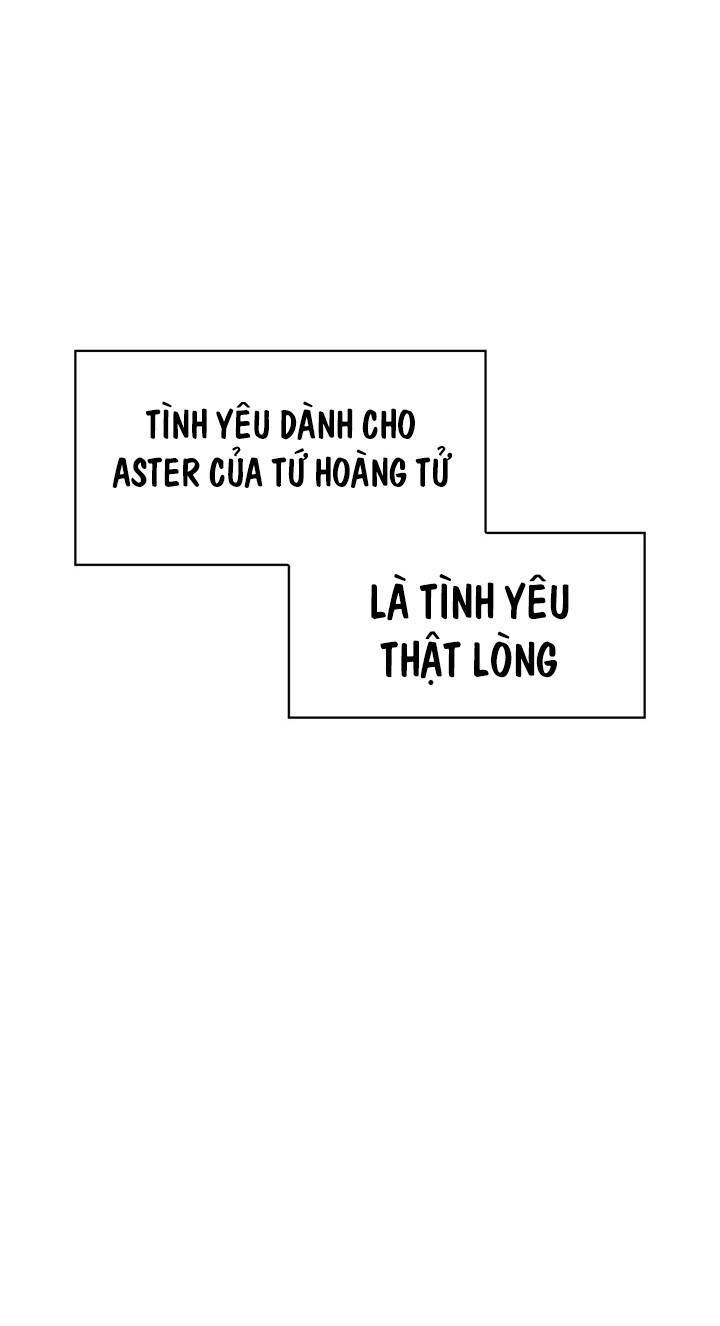 TÌNH YÊU DÀNH CHO
ASTER CỦA TỨ HOÀNG TỬ
LÀ TÌNH YÊU
THẬT LÒNG